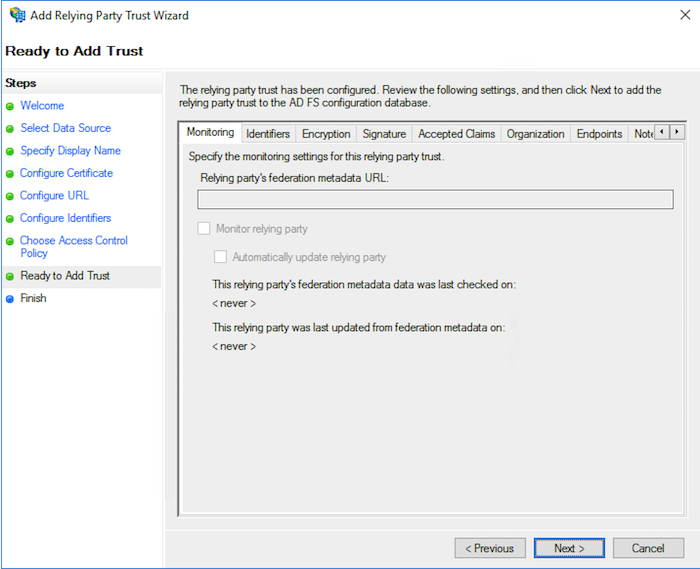 Add Relying Party Trust Wizard
Ready to Add Trust
Steps
Welcome
Select Data Source
Specify Display Name
Configure Certificate
Configure URL
Configure Identifiers
Choose Access Control
Policy
Ready to Add Trust
Finish
The relying party trust has been configured. Review the following settings, and then click Next to add the
relying party trust to the AD FS configuration database.
Monitoring Identifiers Encryption Signature Accepted Claims Organization Endpoints
Specify the monitoring settings for this relying party trust.
Relying party's federation metadata URL:
Monitor relying party
Automatically update relying party
This relying party's federation metadata data was last checked on:
< never >
This relying party was last updated from federation metadata on:
< never >
< Previous Next > Cancel